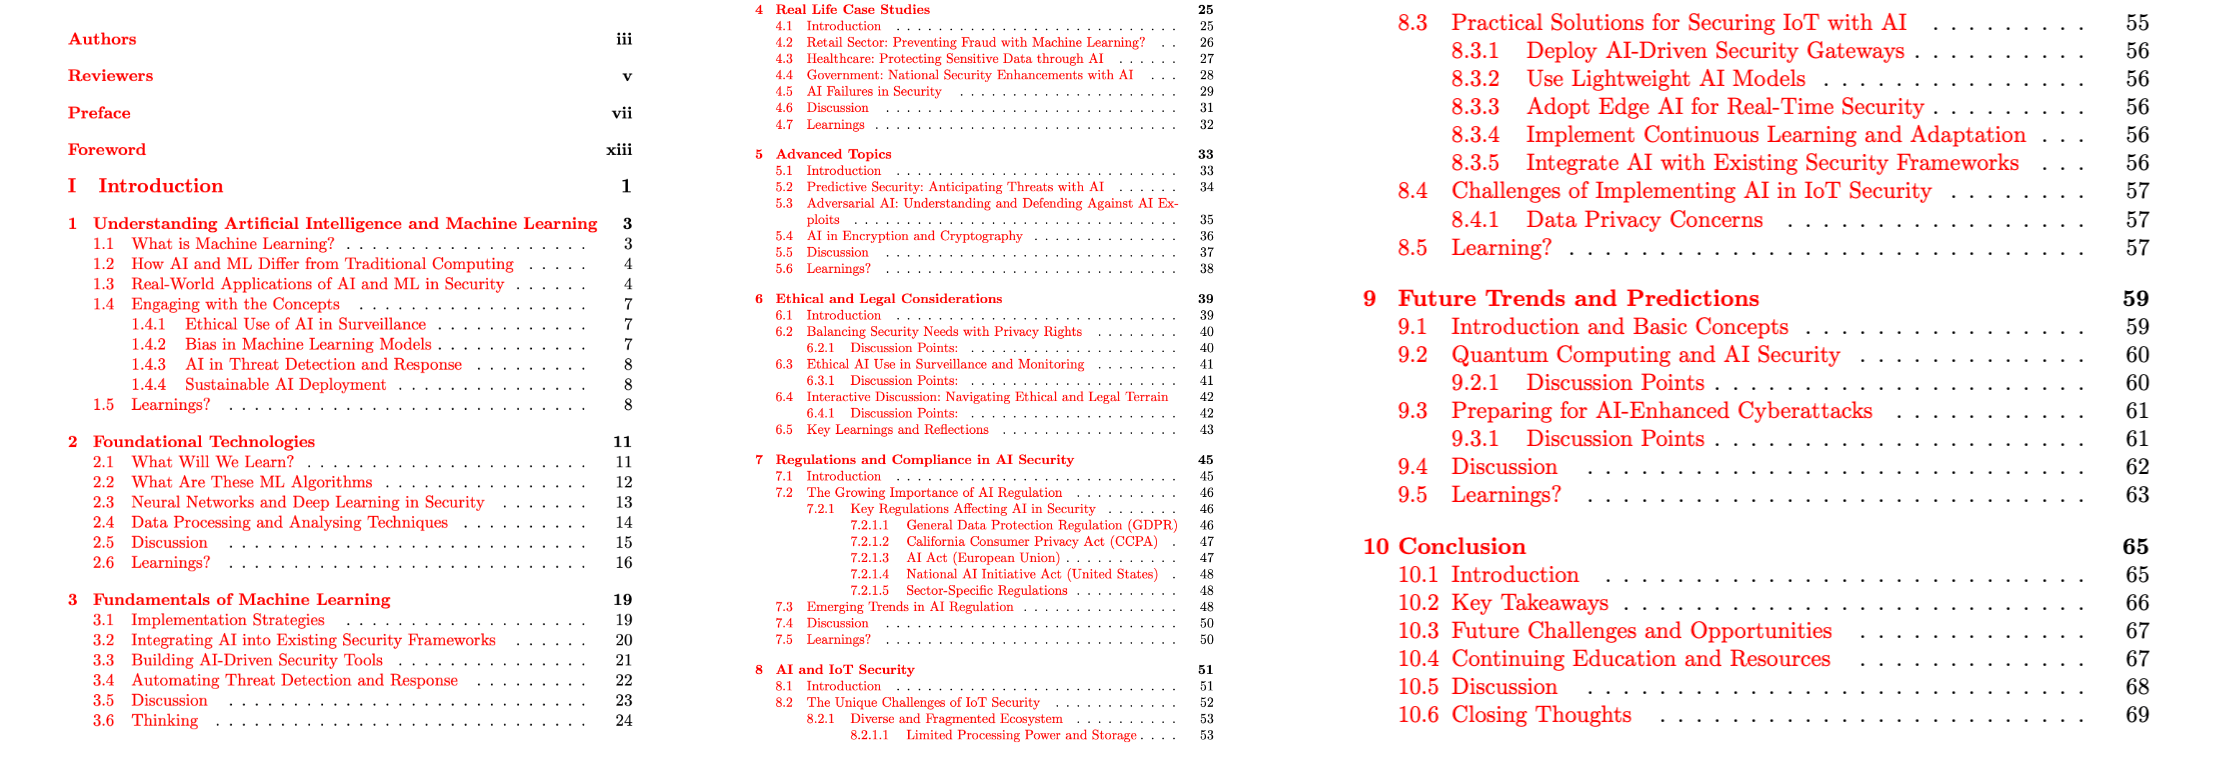 Authors iii
Reviewers v
Preface vii
Foreword xiii
I Introduction 1
1 Understanding Artificial Intelligence and Machine Learning 3
1.1 What is Machine Learning? . . . . . . . . . . . . . . . . . . . 3
1.2 How AI and ML Differ from Traditional Computing . . . . . 4
1.3 Real-World Applications of AI and ML in Security . . . . . . 4
1.4 Engaging with the Concepts . . . . . . . . . . . . . . . . . . 7
1.4.1 Ethical Use of AI in Surveillance . . . . . . . . . . . . 7
1.4.2 Bias in Machine Learning Models . . . . . . . . . . . . 7
1.4.3 AI in Threat Detection and Response . . . . . . . . . 8
1.4.4 Sustainable AI Deployment . . . . . . . . . . . . . . . 8
1.5 Learnings? . . . . . . . . . . . . . . . . . . . . . . . . . . . . 8
2 Foundational Technologies 11
2.1 What Will We Learn? . . . . . . . . . . . . . . . . . . . . . . 11
2.2 What Are These ML Algorithms . . . . . . . . . . . . . . . . 12
2.3 Neural Networks and Deep Learning in Security . . . . . . . 13
2.4 Data Processing and Analysing Techniques . . . . . . . . . . 14
2.5 Discussion . . . . . . . . . . . . . . . . . . . . . . . . . . . . 15
2.6 Learnings? . . . . . . . . . . . . . . . . . . . . . . . . . . . . 16
3 Fundamentals of Machine Learning 19
3.1 Implementation Strategies . . . . . . . . . . . . . . . . . . . 19
3.2 Integrating AI into Existing Security Frameworks . . . . . . 20
3.3 Building AI-Driven Security Tools . . . . . . . . . . . . . . . 21
3.4 Automating Threat Detection and Response . . . . . . . . . 22
3.5 Discussion . . . . . . . . . . . . . . . . . . . . . . . . . . . . 23
3.6 Thinking . . . . . . . . . . . . . . . . . . . . . . . . . . . . . 24
4 Real Life Case Studies 25
4.1 Introduction . . . . . . . . . . . . . . . . . . . . . . . . . . . 25
4.2 Retail Sector: Preventing Fraud with Machine Learning? . . 26
4.3 Healthcare: Protecting Sensitive Data through AI . . . . . . 27
4.4 Government: National Security Enhancements with AI . . . 28
4.5 AI Failures in Security . . . . . . . . . . . . . . . . . . . . . 29
4.6 Discussion . . . . . . . . . . . . . . . . . . . . . . . . . . . . 31
4.7 Learnings . . . . . . . . . . . . . . . . . . . . . . . . . . . . . 32
5 Advanced Topics 33
5.1 Introduction . . . . . . . . . . . . . . . . . . . . . . . . . . . 33
5.2 Predictive Security: Anticipating Threats with AI . . . . . . 34
5.3 Adversarial AI: Understanding and Defending Against AI Ex-
ploits . . . . . . . . . . . . . . . . . . . . . . . . . . . . . . . 35
5.4 AI in Encryption and Cryptography . . . . . . . . . . . . . . 36
5.5 Discussion . . . . . . . . . . . . . . . . . . . . . . . . . . . . 37
5.6 Learnings? . . . . . . . . . . . . . . . . . . . . . . . . . . . . 38
6 Ethical and Legal Considerations 39
6.1 Introduction . . . . . . . . . . . . . . . . . . . . . . . . . . . 39
6.2 Balancing Security Needs with Privacy Rights . . . . . . . . 40
6.2.1 Discussion Points: . . . . . . . . . . . . . . . . . . . . 40
6.3 Ethical AI Use in Surveillance and Monitoring . . . . . . . . 41
6.3.1 Discussion Points: . . . . . . . . . . . . . . . . . . . . 41
6.4 Interactive Discussion: Navigating Ethical and Legal Terrain 42
6.4.1 Discussion Points: . . . . . . . . . . . . . . . . . . . . 42
6.5 Key Learnings and Reflections . . . . . . . . . . . . . . . . . 43
7 Regulations and Compliance in AI Security 45
7.1 Introduction . . . . . . . . . . . . . . . . . . . . . . . . . . . 45
7.2 The Growing Importance of AI Regulation . . . . . . . . . . 46
7.2.1 Key Regulations Affecting AI in Security . . . . . . . 46
7.2.1.1 General Data Protection Regulation (GDPR) 46
7.2.1.2 California Consumer Privacy Act (CCPA) . 47
7.2.1.3 AI Act (European Union) . . . . . . . . . . . 47
7.2.1.4 National AI Initiative Act (United States) . 48
7.2.1.5 Sector-Specific Regulations . . . . . . . . . . 48
7.3 Emerging Trends in AI Regulation . . . . . . . . . . . . . . . 48
7.4 Discussion . . . . . . . . . . . . . . . . . . . . . . . . . . . . 50
7.5 Learnings? . . . . . . . . . . . . . . . . . . . . . . . . . . . . 50
8 AI and IoT Security 51
8.1 Introduction . . . . . . . . . . . . . . . . . . . . . . . . . . . 51
8.2 The Unique Challenges of IoT Security . . . . . . . . . . . . 52
8.2.1 Diverse and Fragmented Ecosystem . . . . . . . . . . 53
8.2.1.1 Limited Processing Power and Storage . . . . 53
8.3 Practical Solutions for Securing IoT with AI . . . . . . . . . 55
8.3.1 Deploy AI-Driven Security Gateways . . . . . . . . . . 56
8.3.2 Use Lightweight AI Models . . . . . . . . . . . . . . . 56
8.3.3 Adopt Edge AI for Real-Time Security . . . . . . . . . 56
8.3.4 Implement Continuous Learning and Adaptation . . . 56
8.3.5 Integrate AI with Existing Security Frameworks . . . 56
8.4 Challenges of Implementing AI in IoT Security . . . . . . . . 57
8.4.1 Data Privacy Concerns . . . . . . . . . . . . . . . . . 57
8.5 Learning? . . . . . . . . . . . . . . . . . . . . . . . . . . . . . 57
9 Future Trends and Predictions 59
9.1 Introduction and Basic Concepts . . . . . . . . . . . . . . . . 59
9.2 Quantum Computing and AI Security . . . . . . . . . . . . . 60
9.2.1 Discussion Points . . . . . . . . . . . . . . . . . . . . . 60
9.3 Preparing for AI-Enhanced Cyberattacks . . . . . . . . . . . 61
9.3.1 Discussion Points . . . . . . . . . . . . . . . . . . . . . 61
9.4 Discussion . . . . . . . . . . . . . . . . . . . . . . . . . . . . 62
9.5 Learnings? . . . . . . . . . . . . . . . . . . . . . . . . . . . . 63
10 Conclusion 65
10.1 Introduction . . . . . . . . . . . . . . . . . . . . . . . . . . . 65
10.2 Key Takeaways . . . . . . . . . . . . . . . . . . . . . . . . . . 66
10.3 Future Challenges and Opportunities . . . . . . . . . . . . . 67
10.4 Continuing Education and Resources . . . . . . . . . . . . . 67
10.5 Discussion . . . . . . . . . . . . . . . . . . . . . . . . . . . . 68
10.6 Closing Thoughts . . . . . . . . . . . . . . . . . . . . . . . . 69